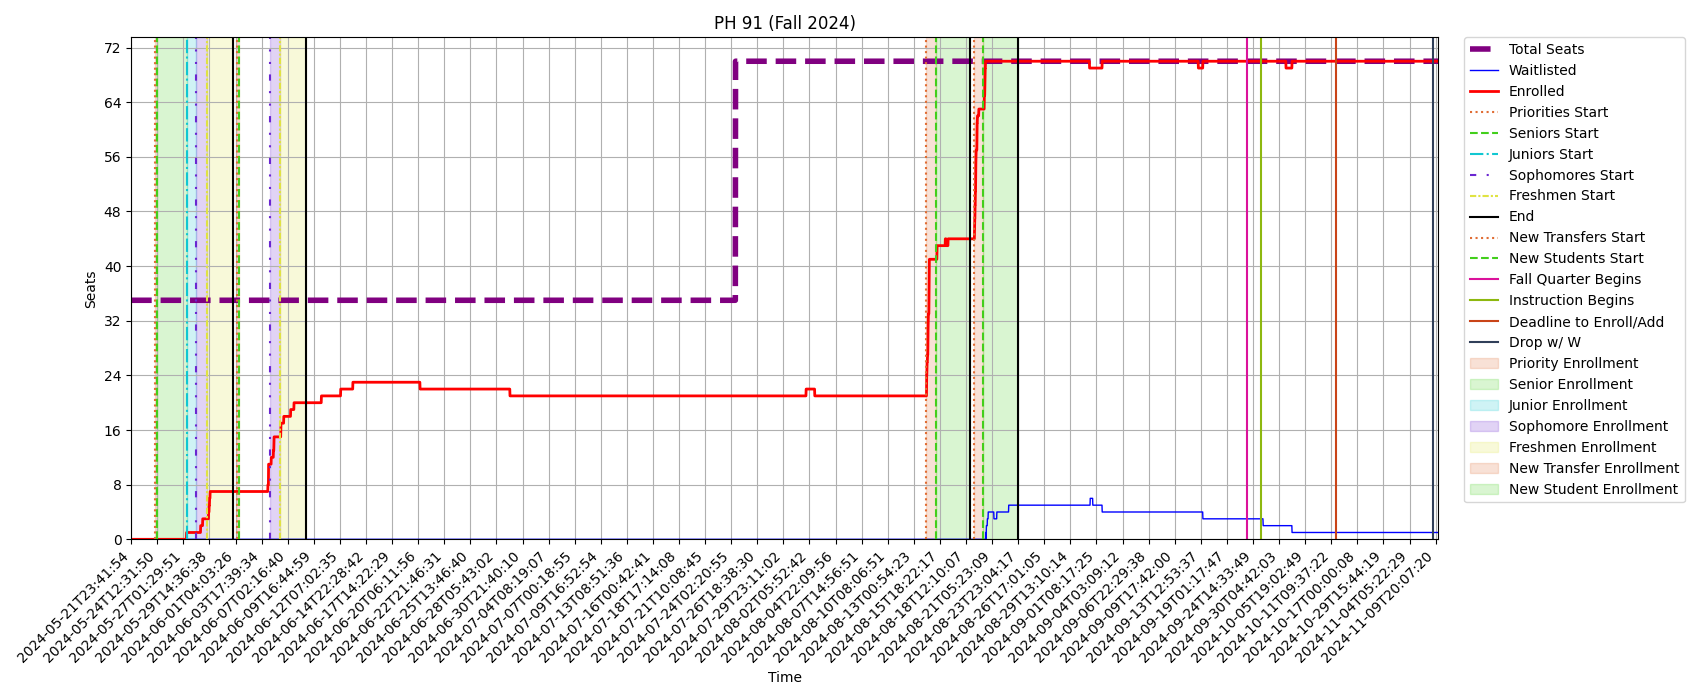 PH 91 (Fall 2024)
72
64
56
48
40
32
24
16
8
0
Seats
2024-05-21T23:41:54
2024-05-24T12:31:50
2024-05-27T01:29:51
2024-05-29T14:36:38
2024-06-01T04:03:26
2024-06-03T17:39:34
2024-06-07T02:16:40
2024-06-09T16:44:59
2024-06-12T07:02:35
2024-06-14T22:28:42
2024-06-17T14:22:29
2024-06-20T06:11:56
2024-06-22T21:46:31
2024-06-25T13:46:40
2024-06-28T05:43:02
2024-06-30T21:40:10
2024-07-04T08:19:07
2024-07-07T00:18:55
2024-07-09T16:52:54
2024-07-13T08:51:36
2024-07-16T00:42:41
2024-07-18T17:14:08
2024-07-21T10:08:45
2024-07-24T02:20:55
2024-07-26T18:38:30
2024-07-29T23:11:02
2024-08-02T05:52:42
2024-08-04T22:09:56
2024-08-07T14:56:51
2024-08-10T08:06:51
2024-08-13T00:54:23
2024-08-15T18:22:17
2024-08-18T12:10:07
2024-08-21T05:23:09
2024-08-23T23:04:17
2024-08-26T17:01:05
2024-08-29T13:10:14
2024-09-01T08:17:25
2024-09-04T03:09:12
2024-09-06T22:29:38
2024-09-09T17:42:00
2024-09-13T12:53:37
2024-09-19T01:17:47
2024-09-24T14:33:49
2024-09-30T04:42:03
2024-10-05T19:02:49
2024-10-11T09:37:22
2024-10-17T00:00:08
2024-10-29T15:44:19
2024-11-04T05:22:29
2024-11-09T20:07:20
Time
Total Seats
Waitlisted
Enrolled
Priorities Start
Seniors Start
Juniors Start
Sophomores Start
Freshmen Start
End
New Transfers Start
New Students Start
Fall Quarter Begins
Instruction Begins
Deadline to Enroll/Add
Drop w/ W
Priority Enrollment
Senior Enrollment
Junior Enrollment
Sophomore Enrollment
Freshmen Enrollment
New Transfer Enrollment
New Student Enrollment